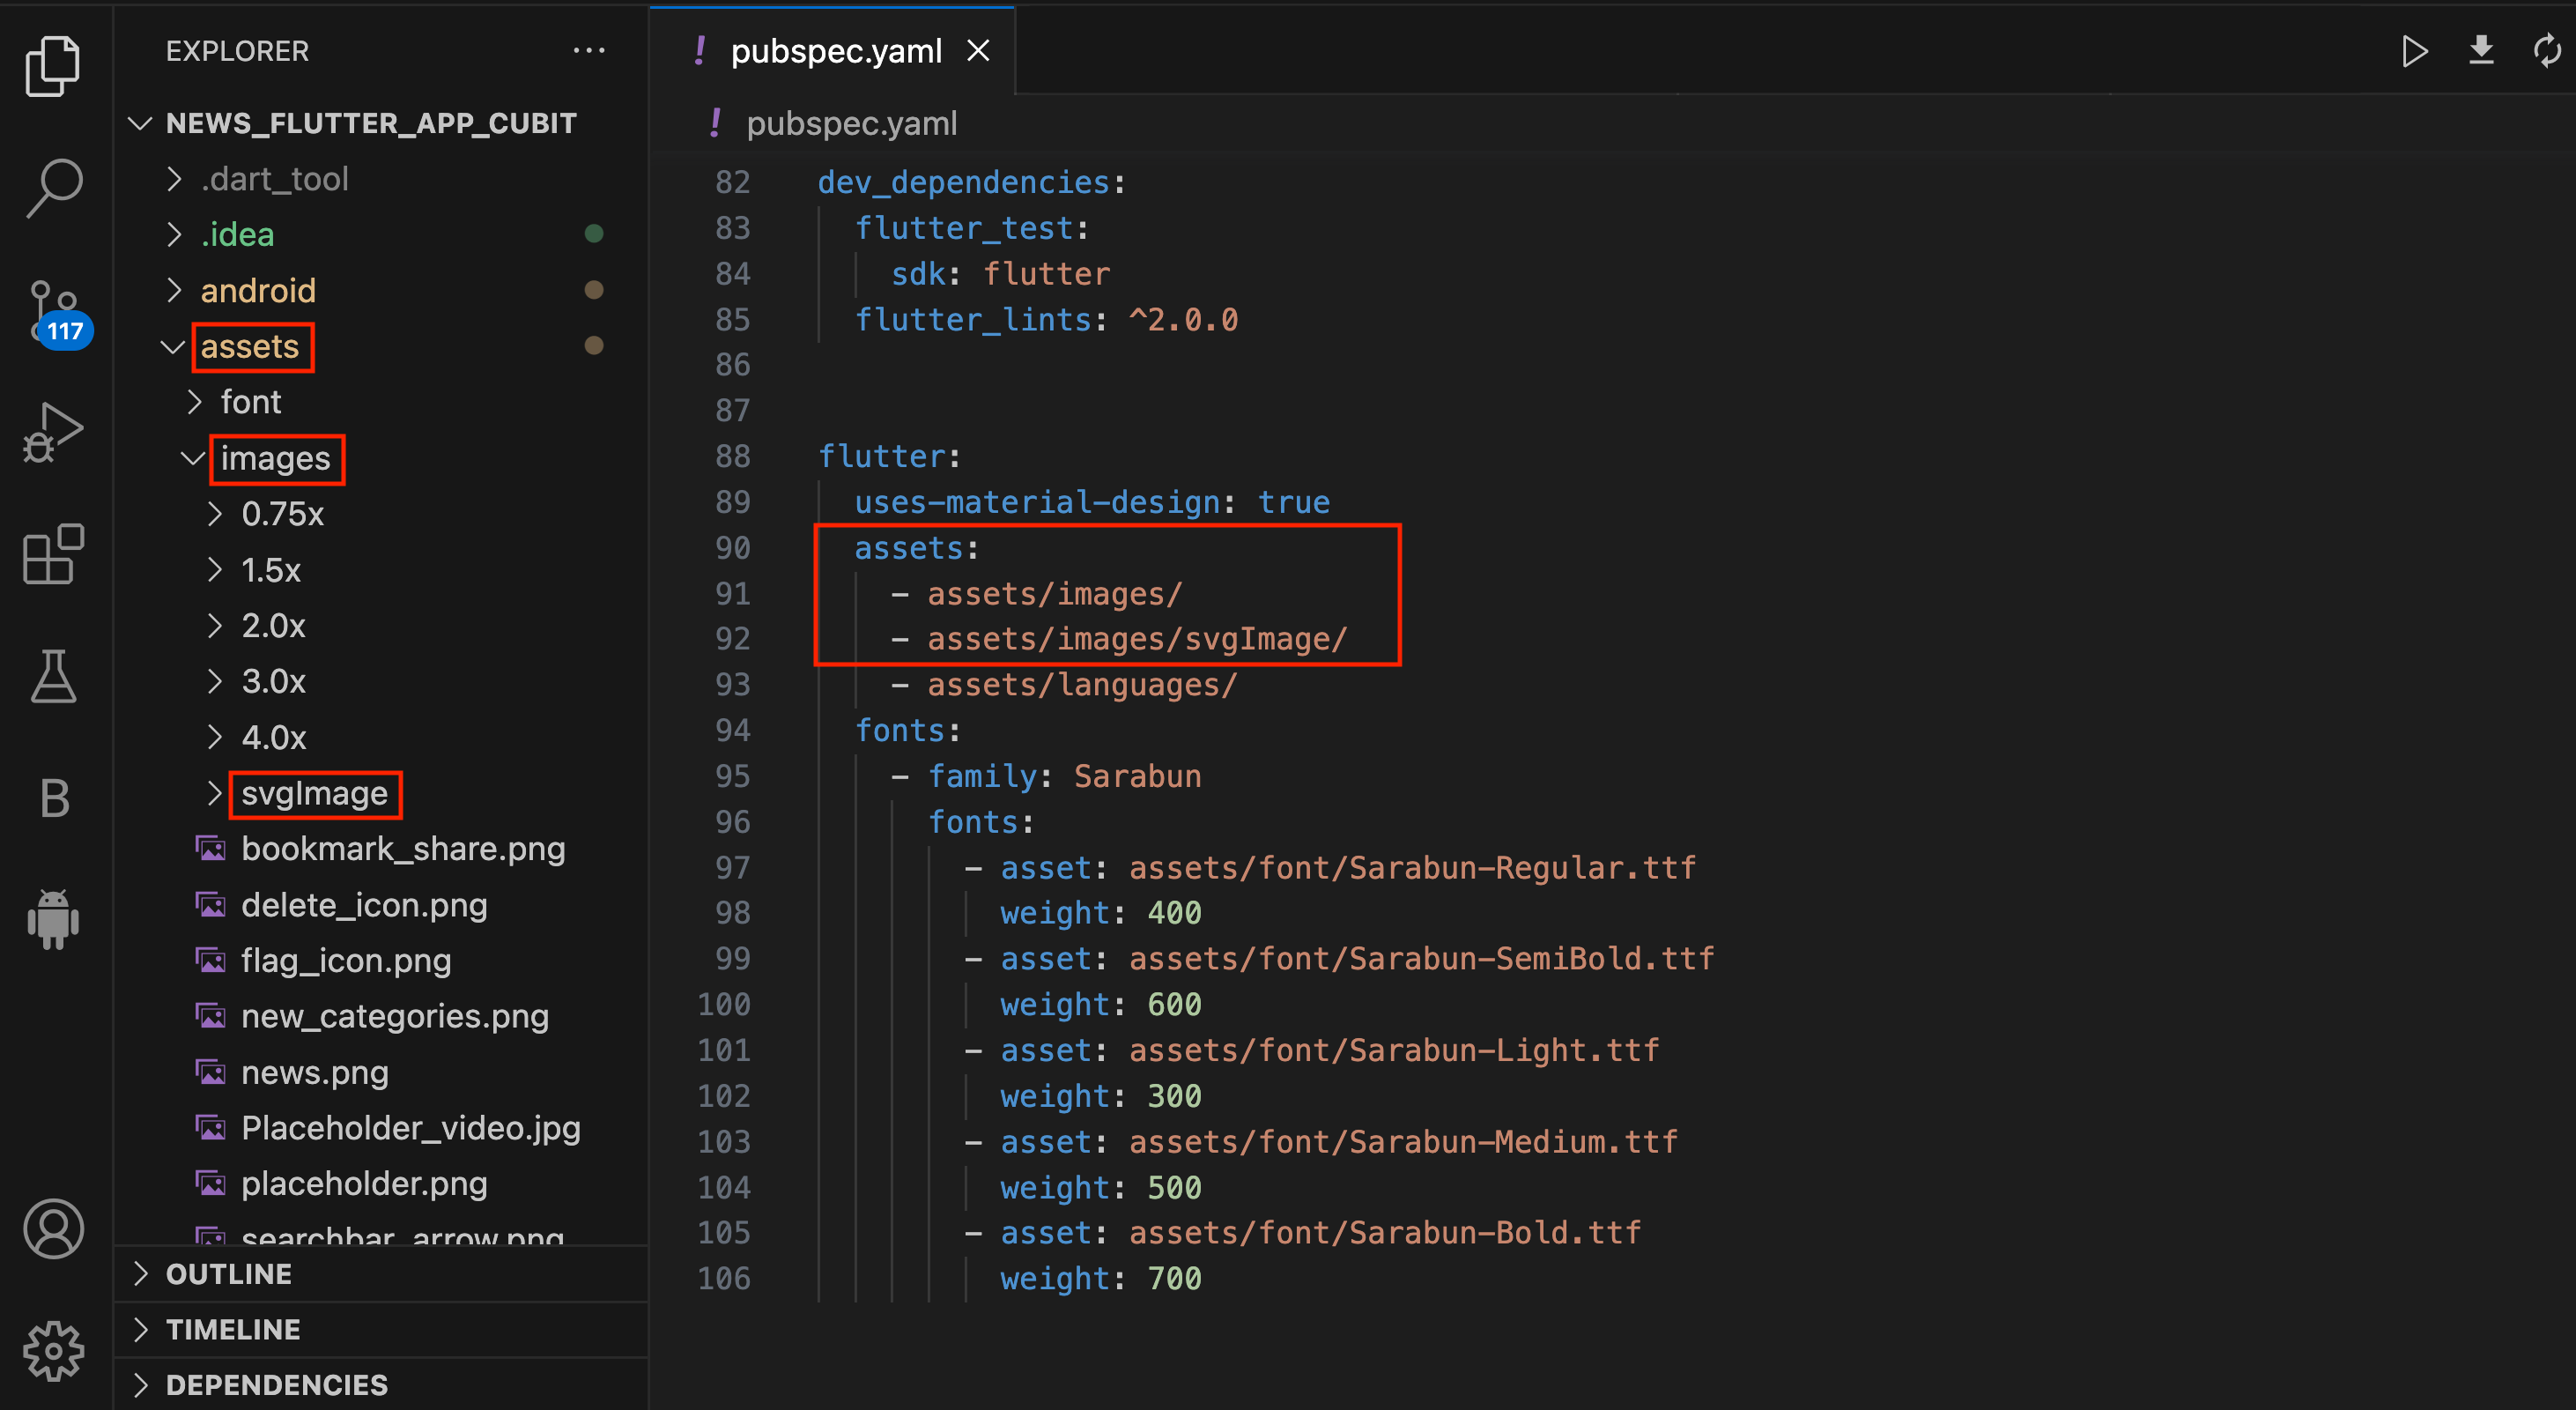 EXPLORER
NEWS_FLUTTER_APP_CUBIT
.dart_tool
.idea
android
117
assets
font
images
0.75x
1.5x
2.0x
3.0x
4.0x
svgImage
B
bookmark_share.png
delete_icon.png
flag_icon.png
new_categories.png
news.png
Placeholder_video.jpg
placeholder.png
searchbar_arrow.png
OUTLINE
TIMELINE
DEPENDENCIES
! pubspec.yaml
! pubspec.yaml
82 dev_dependencies:
83 flutter_test:
84 sdk: flutter
85 flutter_lints: ^2.0.0
86
87
88 flutter:
89 uses-material-design: true
90 assets:
91 - assets/images/
92 - assets/images/svgImage/
93 - assets/languages/
94 fonts:
95 - family: Sarabun
96 fonts:
97 - asset: assets/font/Sarabun-Regular.ttf
98 weight: 400
99 - asset: assets/font/Sarabun-SemiBold.ttf
100 weight: 600
101 - asset: assets/font/Sarabun-Light.ttf
102 weight: 300
103 - asset: assets/font/Sarabun-Medium.ttf
104 weight: 500
105 - asset: assets/font/Sarabun-Bold.ttf
106 weight: 700